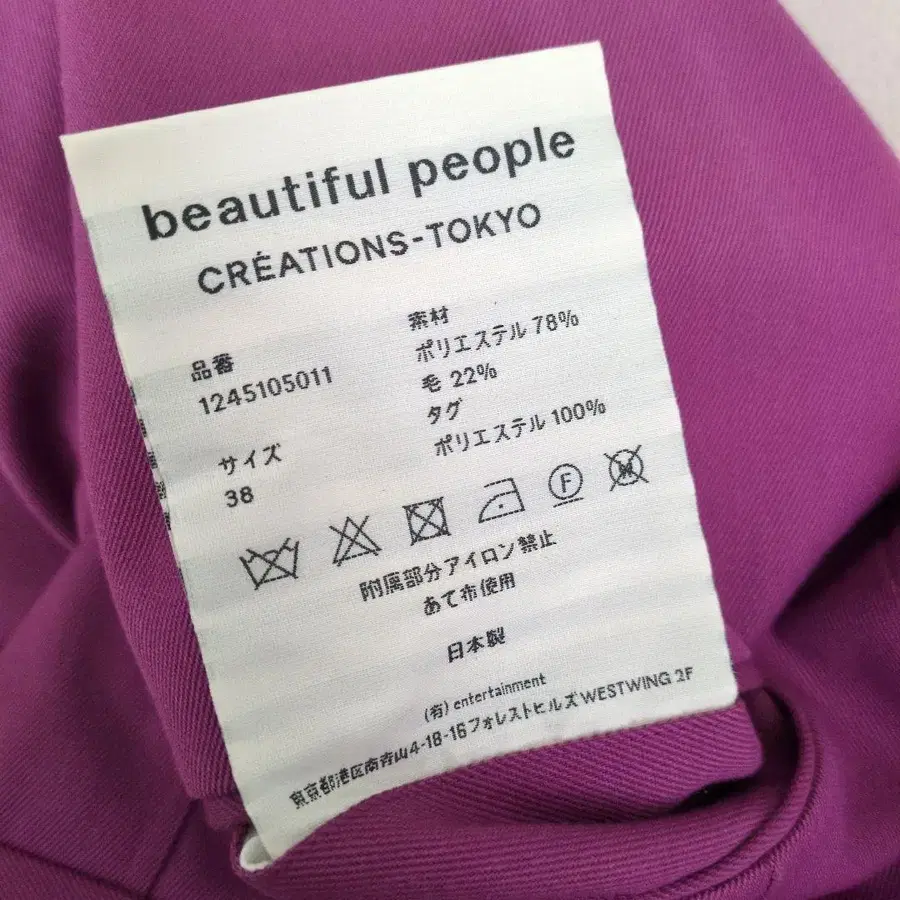 beautiful people
CRÉATIONS-TOKYO
品番
1245105011
サイズ
38
素材
ポリエステル 78%
毛 22%
タグ
ポリエステル 100%
F
W
附属部分アイロン禁止
あて布使用
日本製
(有) entertainment
東京都港区南青山4-18-16フォレストヒルズWESTWING 2F